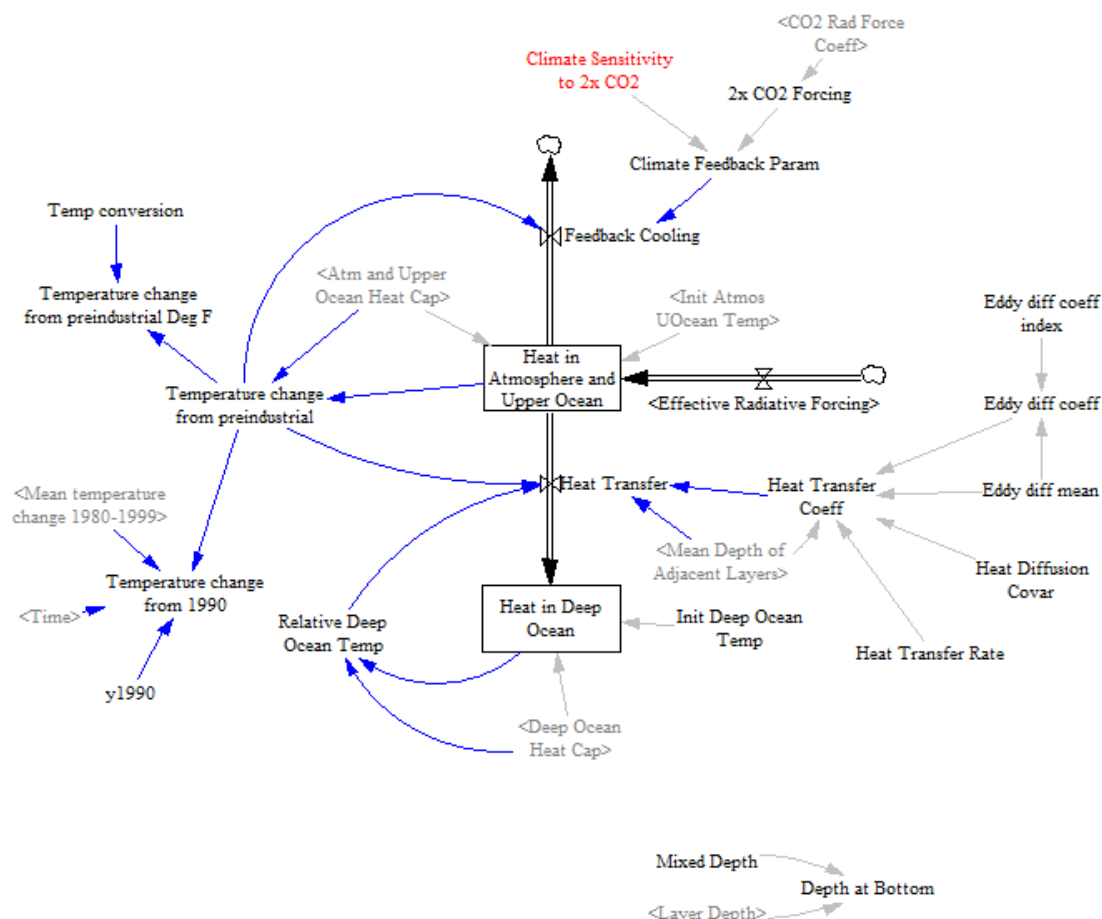 <CO2 Rad Force
Coeff>
Climate Sensitivity
to 2x CO2
2x CO2 Forcing
Climate Feedback Param
Temp conversion
Feedback Cooling
<Atm and Upper
Ocean Heat Cap>
Temperature change
from preindustrial Deg F
<Init Atmos
UOcean Temp>
Eddy diff coeff
index
Heat in
Atmosphere and
Upper Ocean
Temperature change
from preindustrial
<Effective Radiative Forcing>
Eddy diff coeff
<Mean temperature
change 1980-1999>
Heat Transfer
Heat Transfer
Coeff
Eddy diff mean
<Mean Depth of
Adjacent Layers>
Heat Diffusion
Covar
Temperature change
from 1990
<Time>
Relative Deep
Ocean Temp
Heat in Deep
Ocean
Init Deep Ocean
Temp
Heat Transfer Rate
y1990
<Deep Ocean
Heat Cap>
Mixed Depth
Depth at Bottom
<Layer Depth>